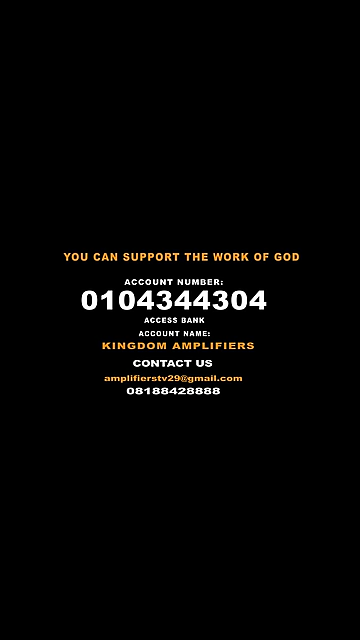 YOU CAN SUPPORT THE WORK OF GOD
ACCOUNT NUMBER:
0104344304
ACCESS BANK
ACCOUNT NAME:
KINGDOM AMPLIFIERS
CONTACT US
amplifierstv29@gmail.com
08188428888